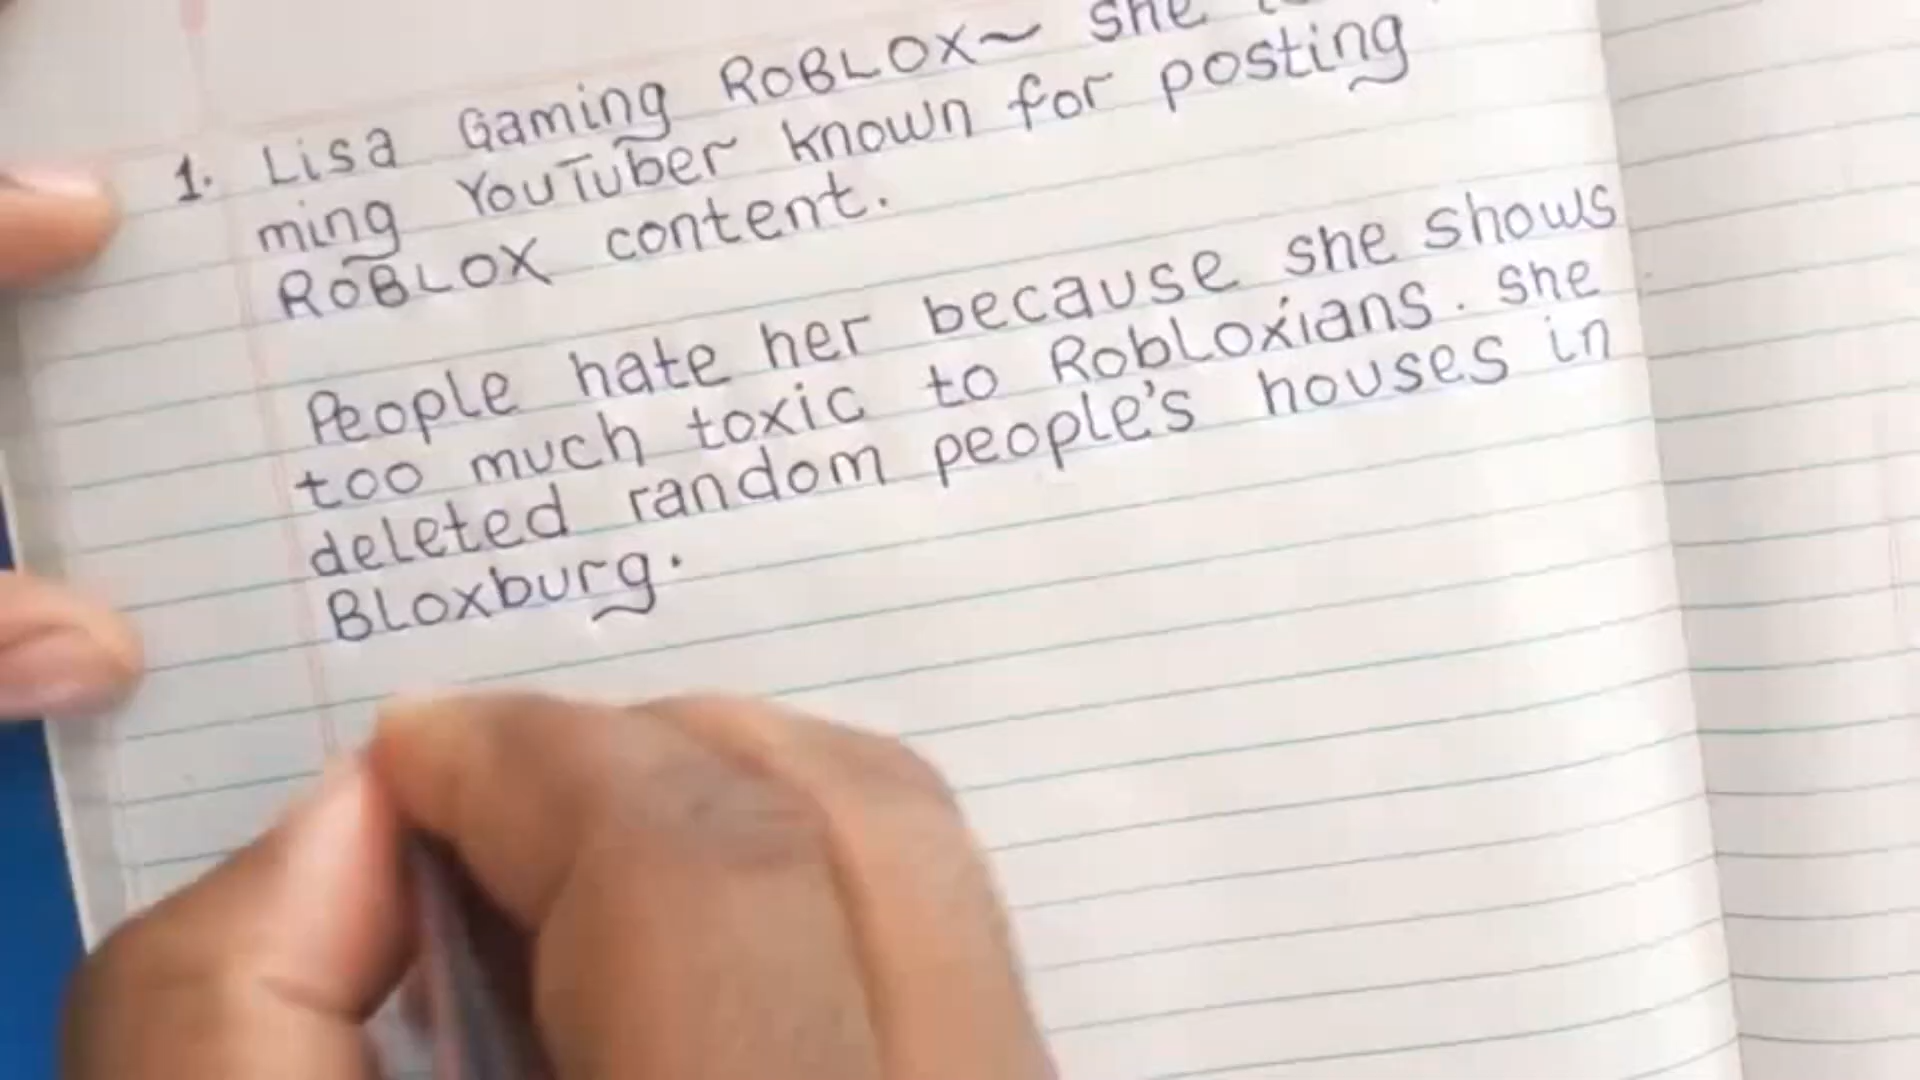 1. Lisa Gaming ROBLOX~ she
ming YouTuber known for posting
ROBLOX content.
People hate her because she shows
too much toxic to Robloxians. She
deleted random people's houses in
Bloxburg.